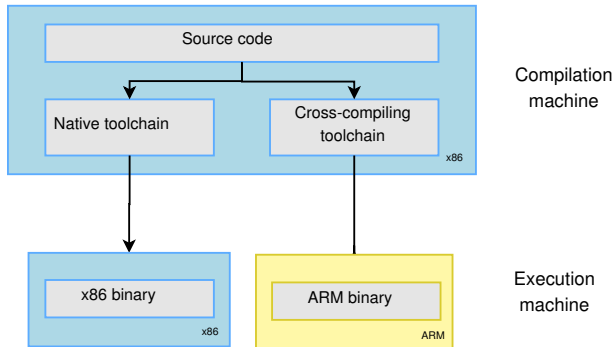 Source code
Compilation
machine
Native toolchain
Cross-compiling
toolchain
x86
Execution
machine
x86 binary
x86
ARM binary
ARM